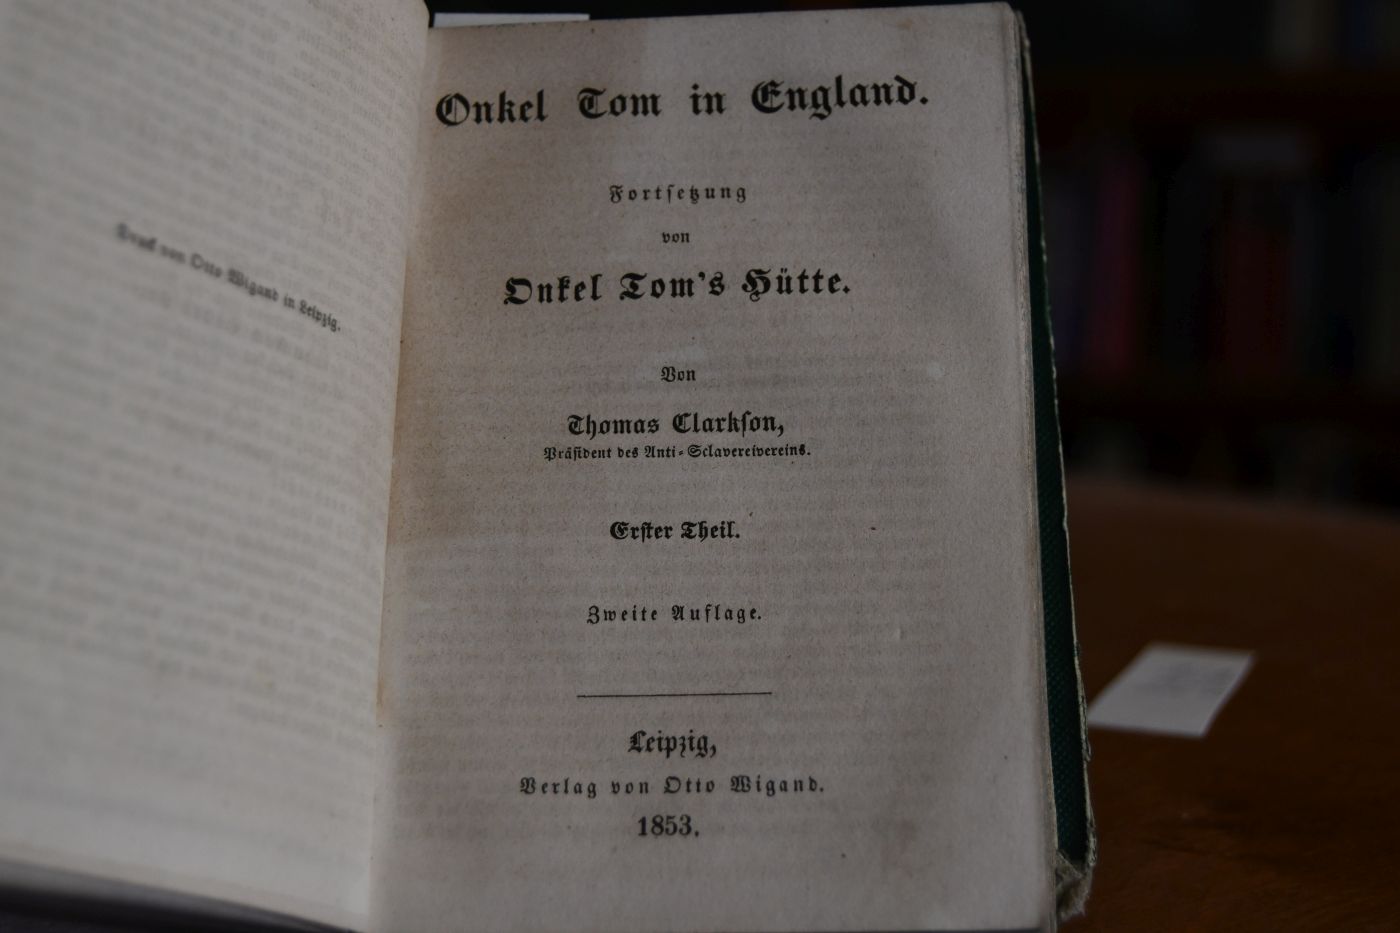 Druck von Otto Wigand in Leipzig.
Onkel Tom in England.
Fortſetzung
von
Onkel Tom's Hütte.
Von
Thomas Clarkſon,
Präſident des Anti-Sclavereivereins.
Erſter Theil.
Zweite Auflage.
Leipzig,
Verlag von Otto Wigand.
1853.